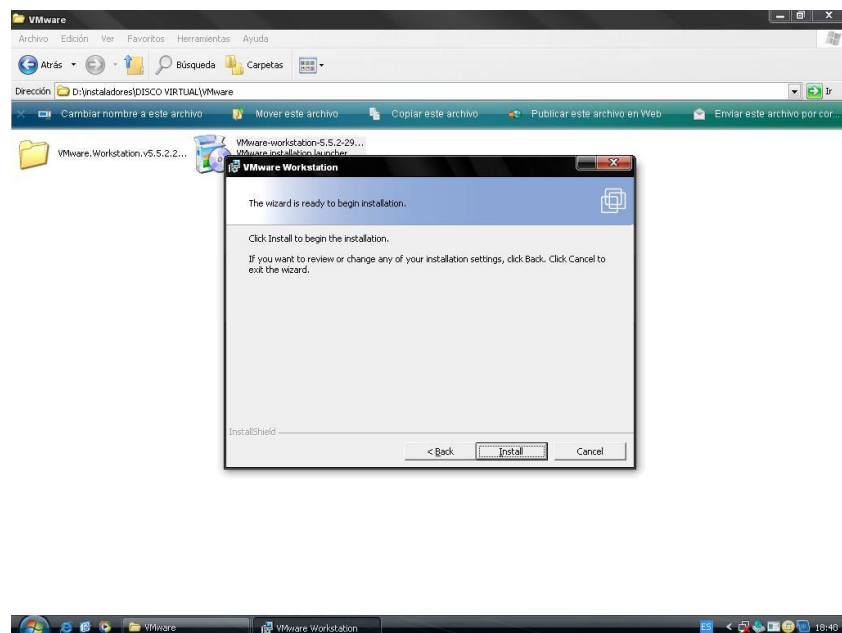 VMware
Archivo Edición Ver Favoritos Herramientas Ayuda
Atrás Búsqueda Carpetas
Dirección D:\instaladores\DISCO VIRTUAL\VMware Ir
Cambiar nombre a este archivo Mover este archivo Copiar este archivo Publicar este archivo en Web Enviar este archivo por cor...
VMware.Workstation.v5.5.2.2...
VMware-workstation-5.5.2-29...
VMware installation launcher
VMware Workstation
The wizard is ready to begin installation.
Click Install to begin the installation.
If you want to review or change any of your installation settings, click Back. Click Cancel to
exit the wizard.
InstallShield
< Back Install Cancel
VMware VMware Workstation ES < 18:40